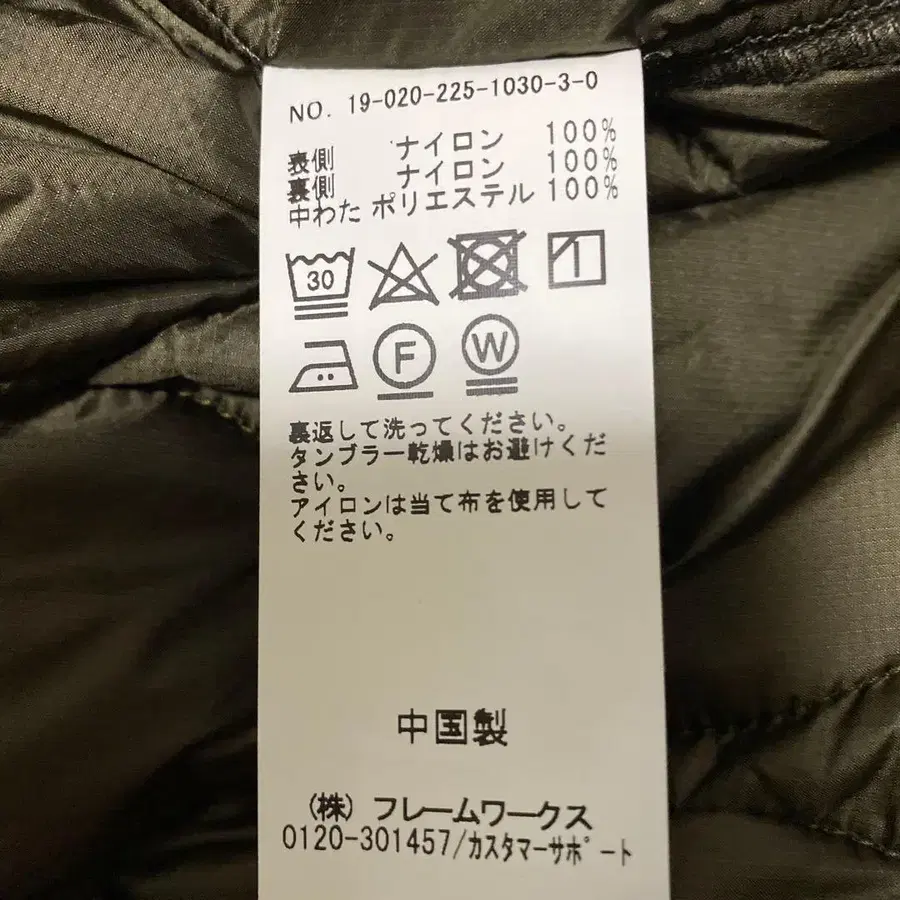 NO. 19-020-225-1030-3-0
表側 ナイロン 100%
裏側 ナイロン 100%
中わた ポリエステル 100%
30
F W
裏返して洗ってください。
タンブラー乾燥はお避けくだ
さい。
アイロンは当て布を使用して
ください。
中国製
(株) フレームワークス
0120-301457/カスタマーサポート